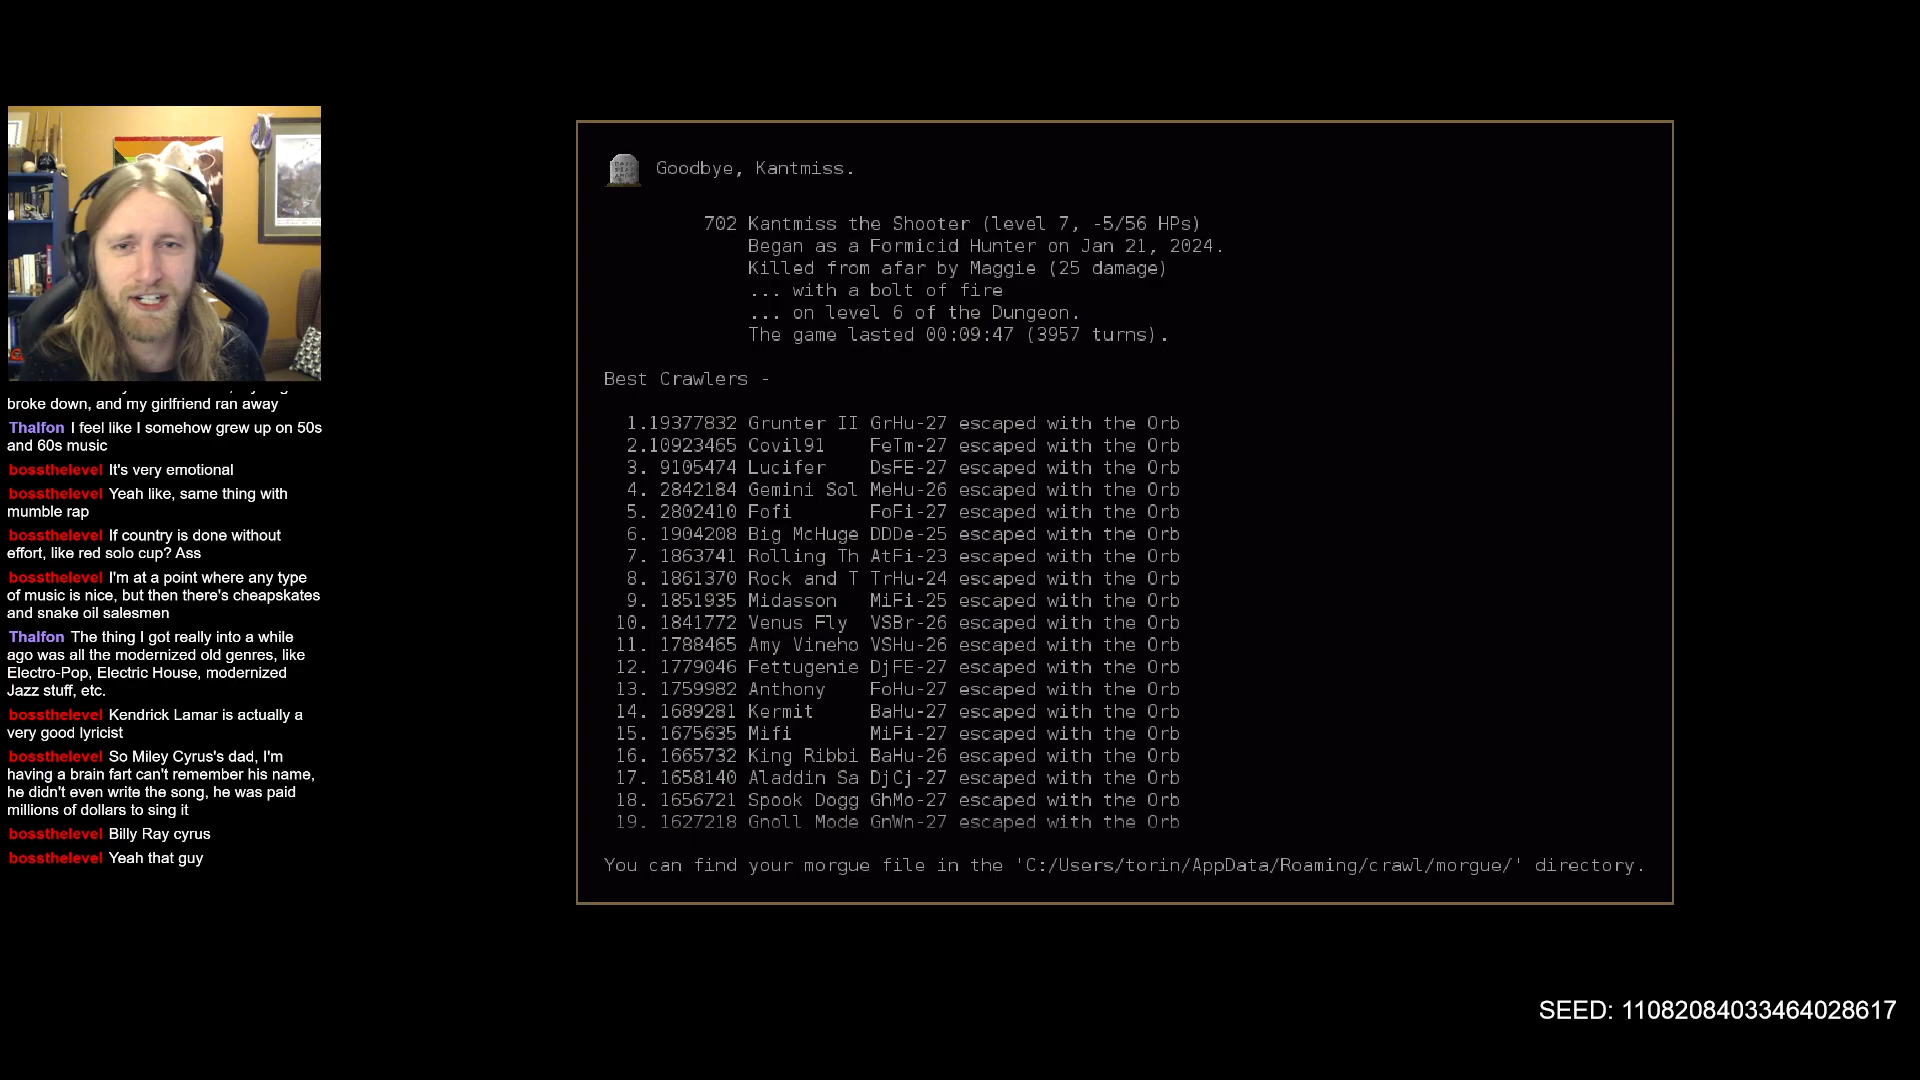 broke down, and my girlfriend ran away
Thalfon I feel like I somehow grew up on 50s
and 60s music
bossthelevel It's very emotional
bossthelevel Yeah like, same thing with
mumble rap
bossthelevel If country is done without
effort, like red solo cup? Ass
bossthelevel I'm at a point where any type
of music is nice, but then there's cheapskates
and snake oil salesmen
Thalfon The thing I got really into a while
ago was all the modernized old genres, like
Electro-Pop, Electric House, modernized
Jazz stuff, etc.
bossthelevel Kendrick Lamar is actually a
very good lyricist
bossthelevel So Miley Cyrus's dad, I'm
having a brain fart can't remember his name,
he didn't even write the song, he was paid
millions of dollars to sing it
bossthelevel Billy Ray cyrus
bossthelevel Yeah that guy
Goodbye, Kantmiss.
702 Kantmiss the Shooter (level 7, -5/56 HPs)
Began as a Formicid Hunter on Jan 21, 2024.
Killed from afar by Maggie (25 damage)
... with a bolt of fire
... on level 6 of the Dungeon.
The game lasted 00:09:47 (3957 turns).
Best Crawlers -
1.19377832 Grunter II GrHu-27 escaped with the Orb
2.10923465 Covil91 FeTm-27 escaped with the Orb
3. 9105474 Lucifer DsFE-27 escaped with the Orb
4. 2842184 Gemini Sol MeHu-26 escaped with the Orb
5. 2802410 Fofi FoFi-27 escaped with the Orb
6. 1904208 Big McHuge DDDe-25 escaped with the Orb
7. 1863741 Rolling Th AtFi-23 escaped with the Orb
8. 1861370 Rock and T TrHu-24 escaped with the Orb
9. 1851935 Midasson MiFi-25 escaped with the Orb
10. 1841772 Venus Fly VSBr-26 escaped with the Orb
11. 1788465 Amy Vineho VSHu-26 escaped with the Orb
12. 1779046 Fettugenie DjFE-27 escaped with the Orb
13. 1759982 Anthony FoHu-27 escaped with the Orb
14. 1689281 Kermit BaHu-27 escaped with the Orb
15. 1675635 Mifi MiFi-27 escaped with the Orb
16. 1665732 King Ribbi BaHu-26 escaped with the Orb
17. 1658140 Aladdin Sa DjCj-27 escaped with the Orb
18. 1656721 Spook Dogg GhMo-27 escaped with the Orb
19. 1627218 Gnoll Mode GnWn-27 escaped with the Orb
You can find your morgue file in the 'C:/Users/torin/AppData/Roaming/crawl/morgue/' directory.
SEED: 11082084033464028617